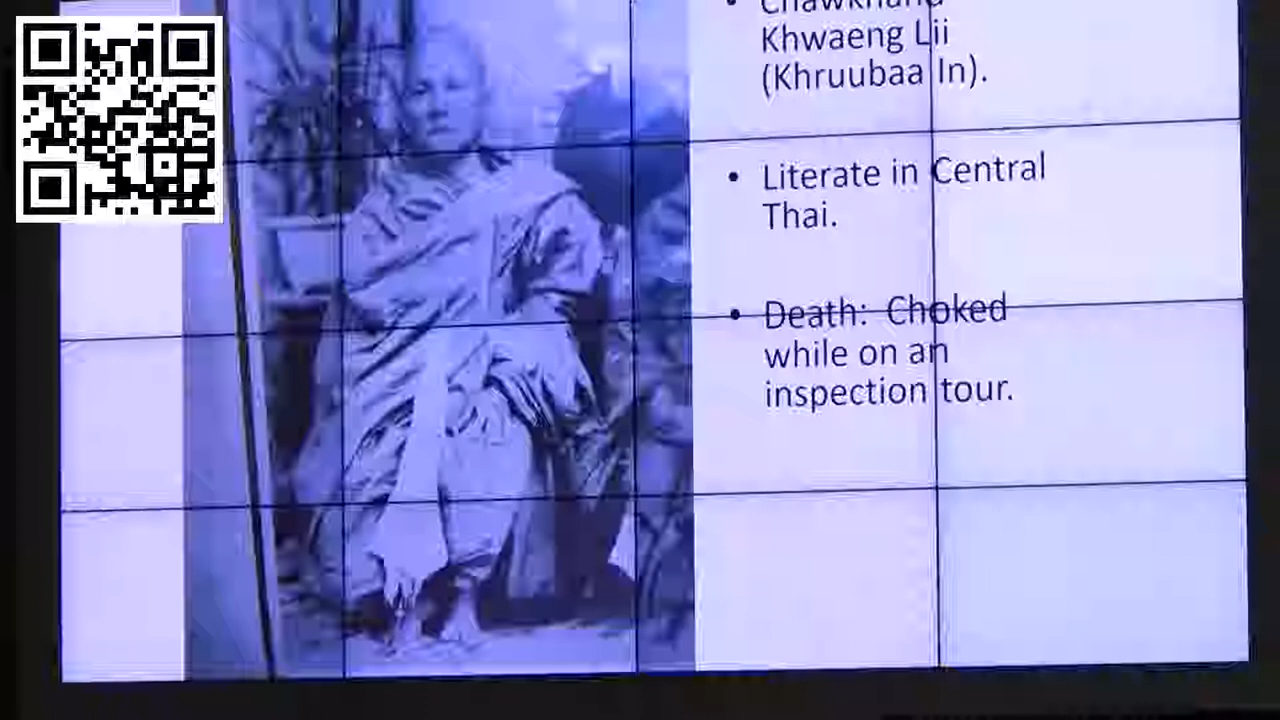 Khwaeng Lii
(Khruubaa In).
• Literate in Central
Thai.
• Death: Choked
while on an
inspection tour.